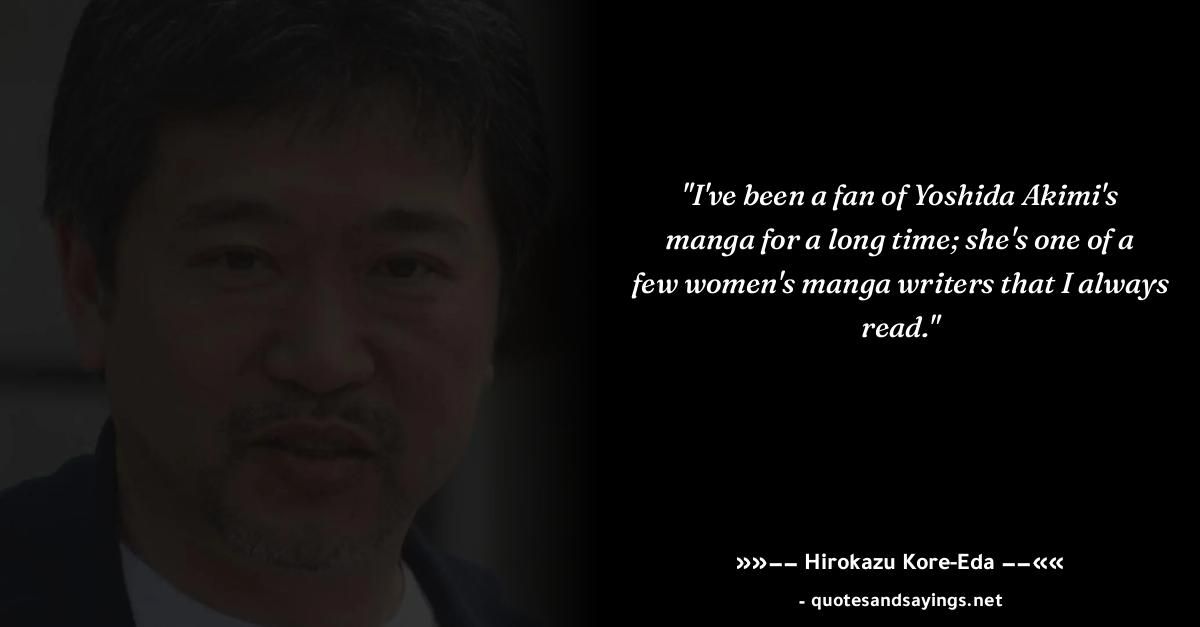 "I've been a fan of Yoshida Akimi's
manga for a long time; she's one of a
few women's manga writers that I always
read."
»»−− Hirokazu Kore-Eda −−««
- quotesandsayings.net